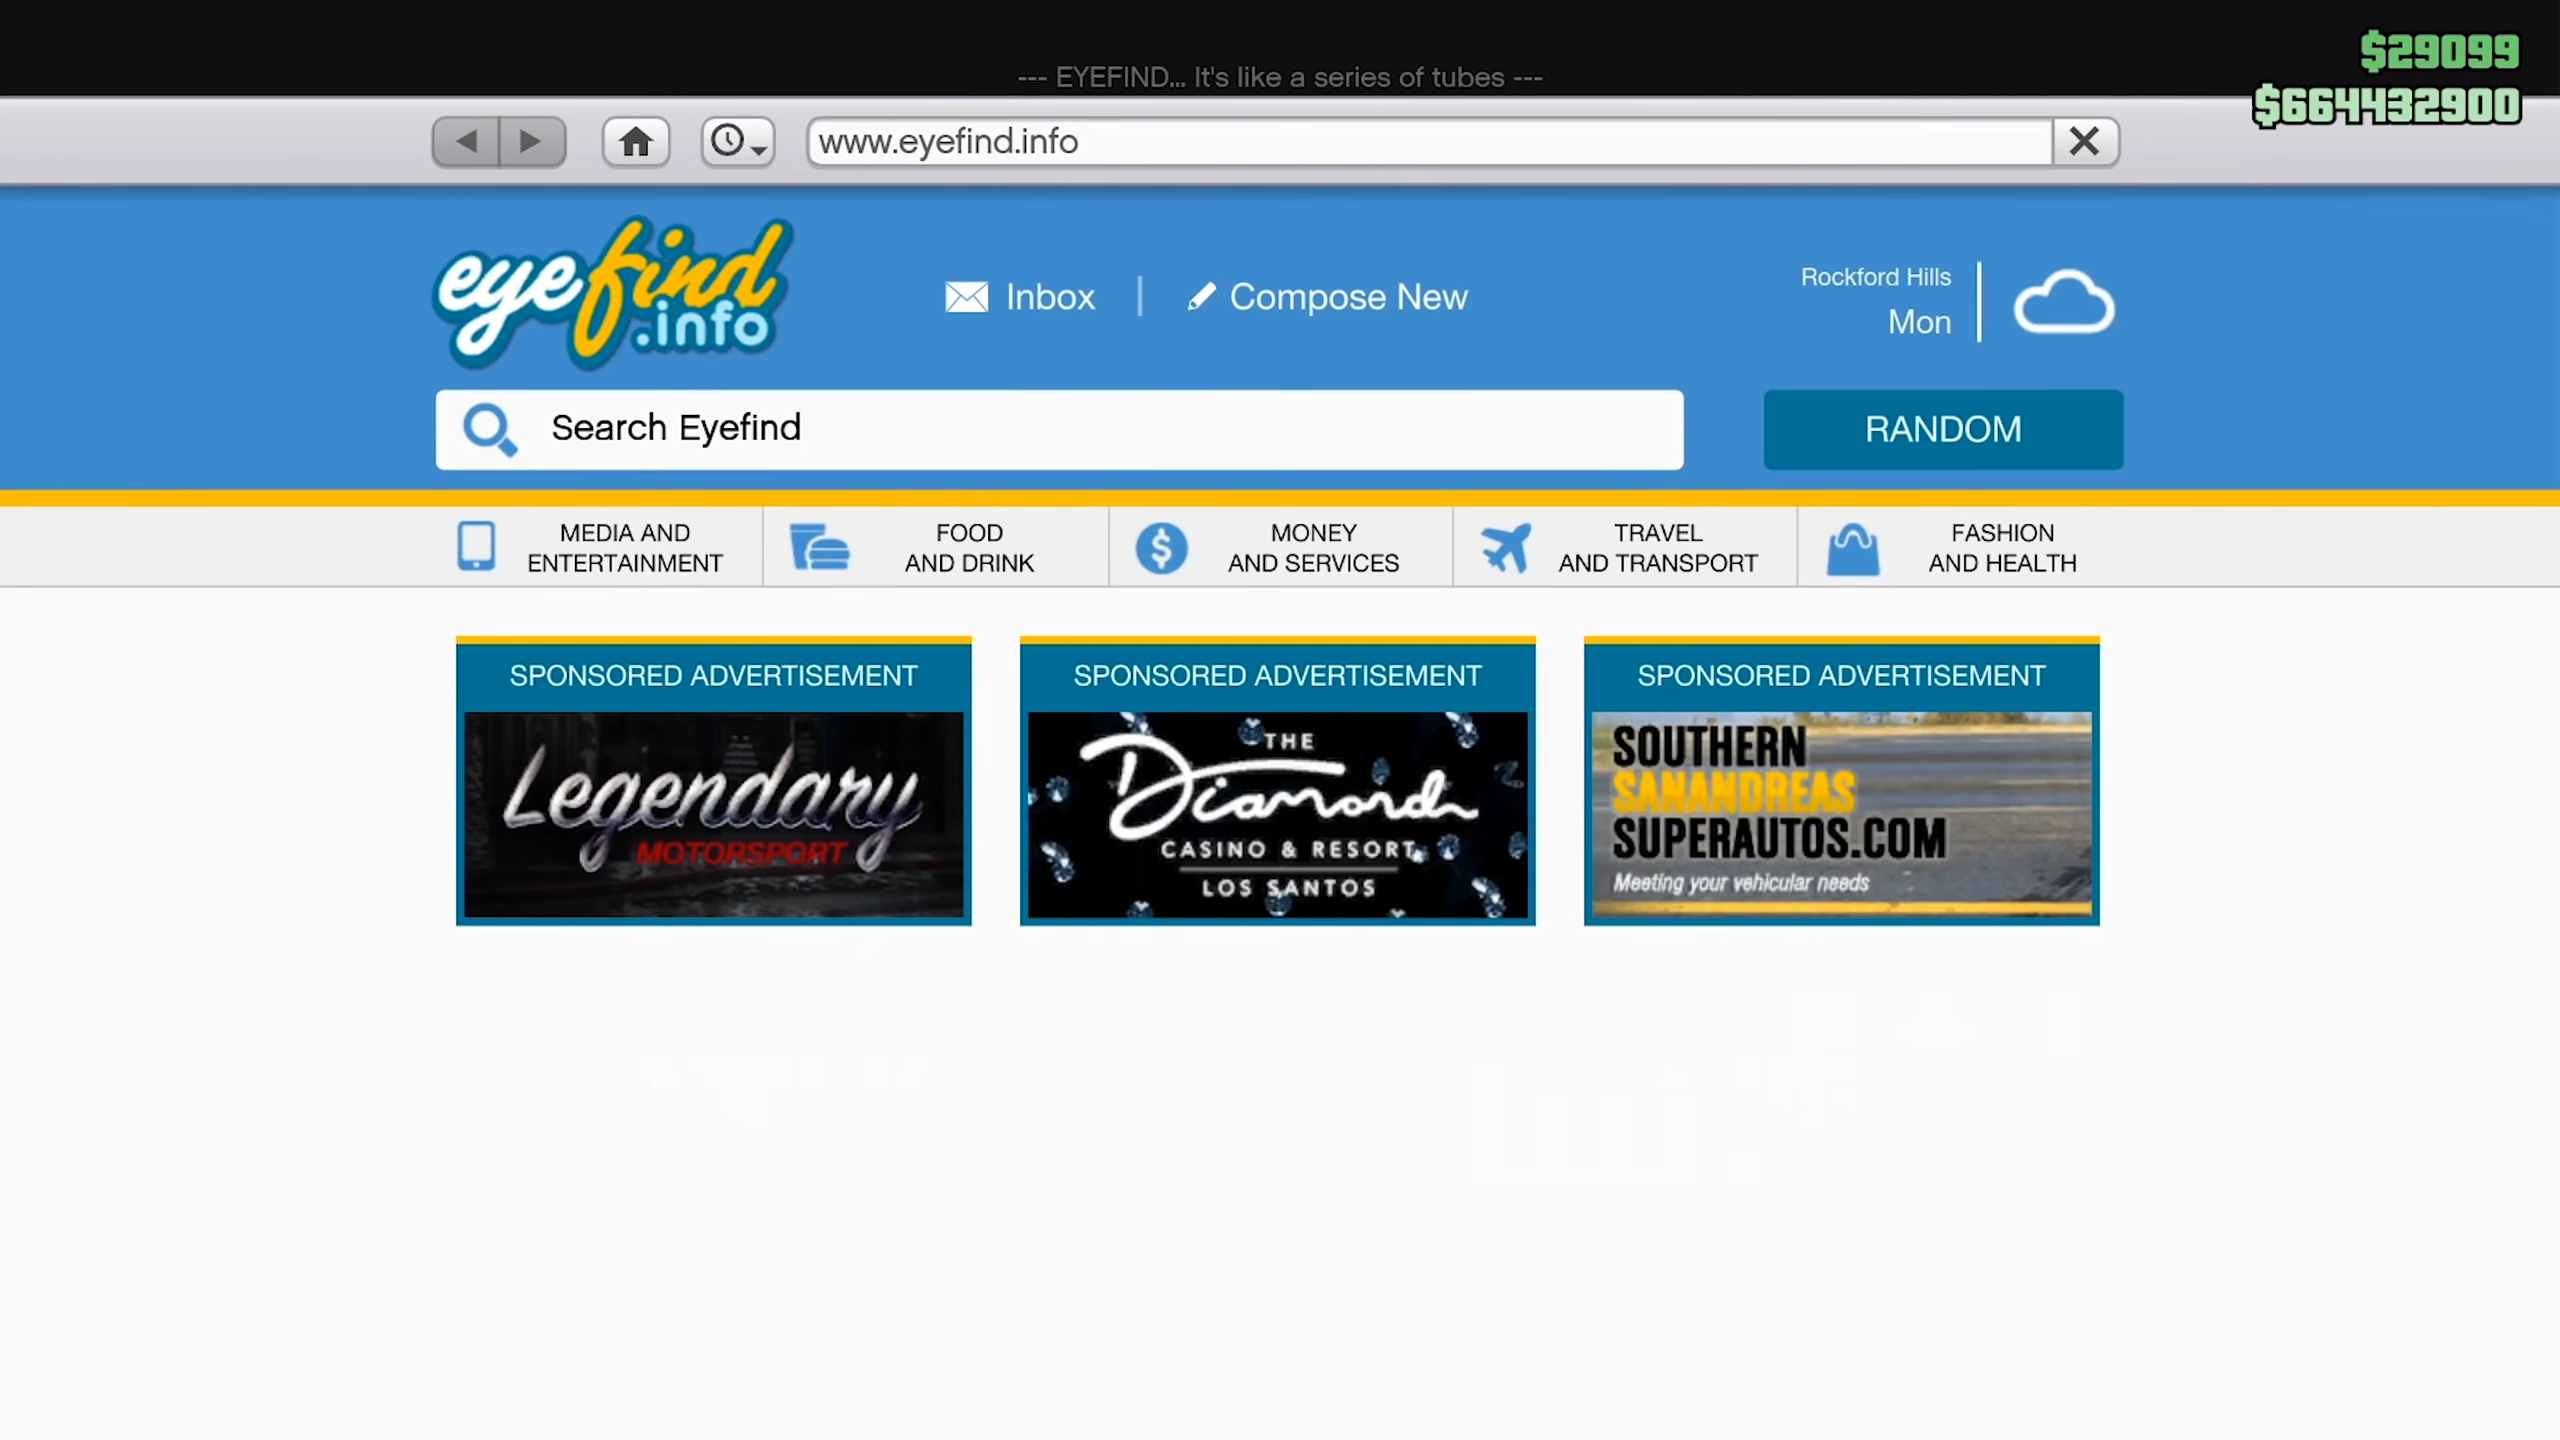 $29099
--- EYEFIND... It's like a series of tubes ---
$664432900
www.eyefind.info
eyefind
.info
Inbox
Compose New
Rockford Hills
Mon
Search Eyefind
RANDOM
MEDIA AND
ENTERTAINMENT
FOOD
AND DRINK
MONEY
AND SERVICES
TRAVEL
AND TRANSPORT
FASHION
AND HEALTH
SPONSORED ADVERTISEMENT
Legendary
MOTORSPORT
SPONSORED ADVERTISEMENT
THE
Diamond
CASINO & RESORT
LOS SANTOS
SPONSORED ADVERTISEMENT
SOUTHERN
SANANDREAS
SUPERAUTOS.COM
Meeting your vehicular needs